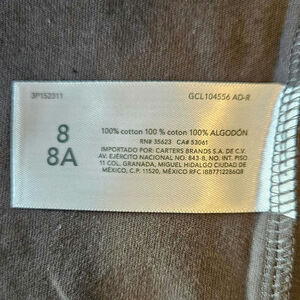 3P152311
GCL104556 AD-R
8
8A
100% cotton 100 % coton 100% ALGODÓN
RN# 35623 CA# 53061
IMPORTADO POR: CARTERS BRANDS S.A. DE C.V.
AV. EJÉRCITO NACIONAL NO. 843-B, NO. INT. PISO
11 COL. GRANADA, MIGUEL HIDALGO CIUDAD DE
MÉXICO, C.P. 11520, MÉXICO RFC IBB7712286Q8